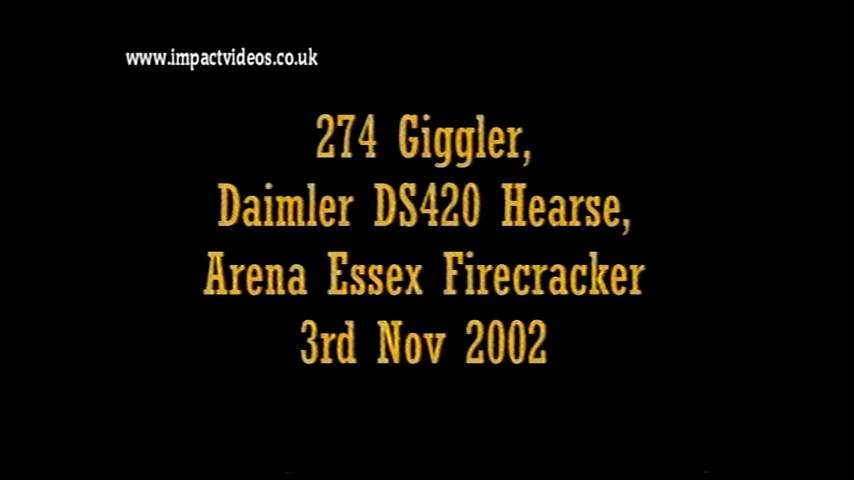 www.impactvideos.co.uk
274 Giggler,
Daimler DS420 Hearse,
Arena Essex Firecracker
3rd Nov 2002